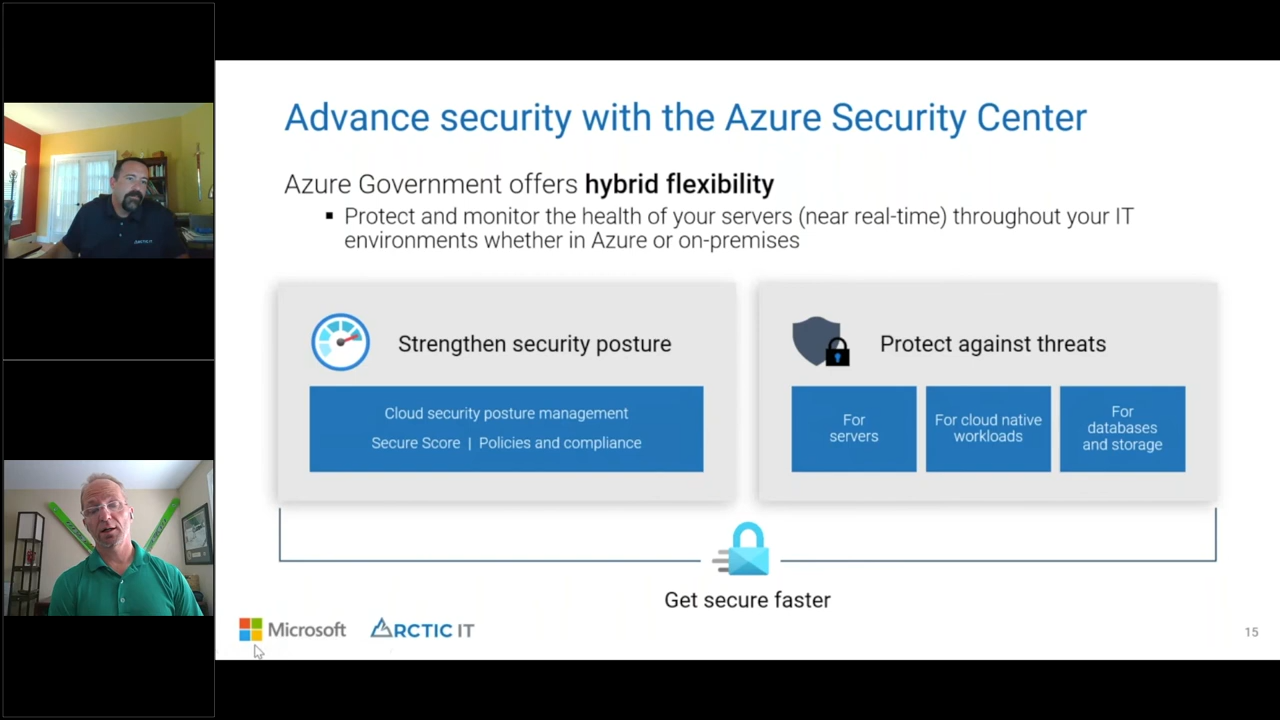 Advance security with the Azure Security Center
Azure Government offers hybrid flexibility
▪ Protect and monitor the health of your servers (near real-time) throughout your IT
environments whether in Azure or on-premises
Strengthen security posture
Cloud security posture management
Secure Score | Policies and compliance
Protect against threats
For
servers
For cloud native
workloads
For
databases
and storage
Get secure faster
Microsoft
ARCTIC IT
15
ARCTIC IT